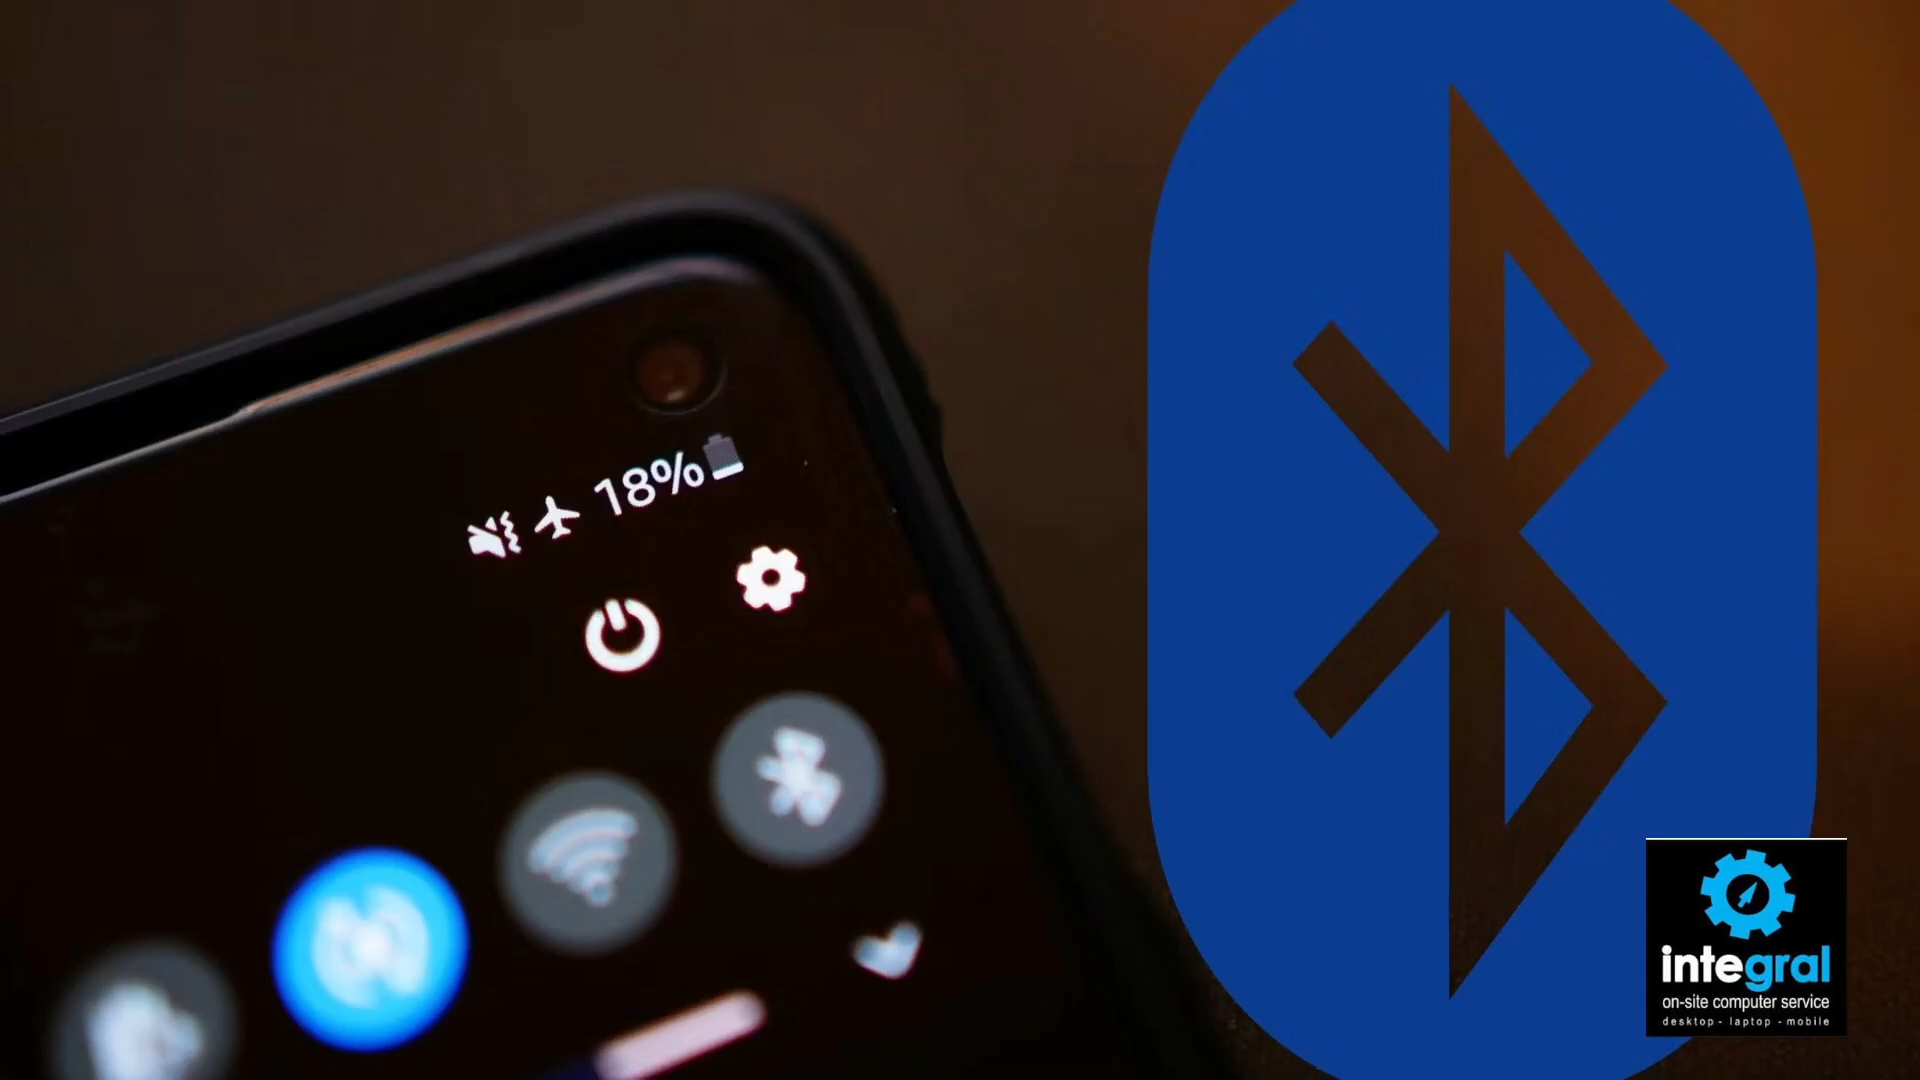 18%
integral
on-site computer service
desktop - laptop - mobile